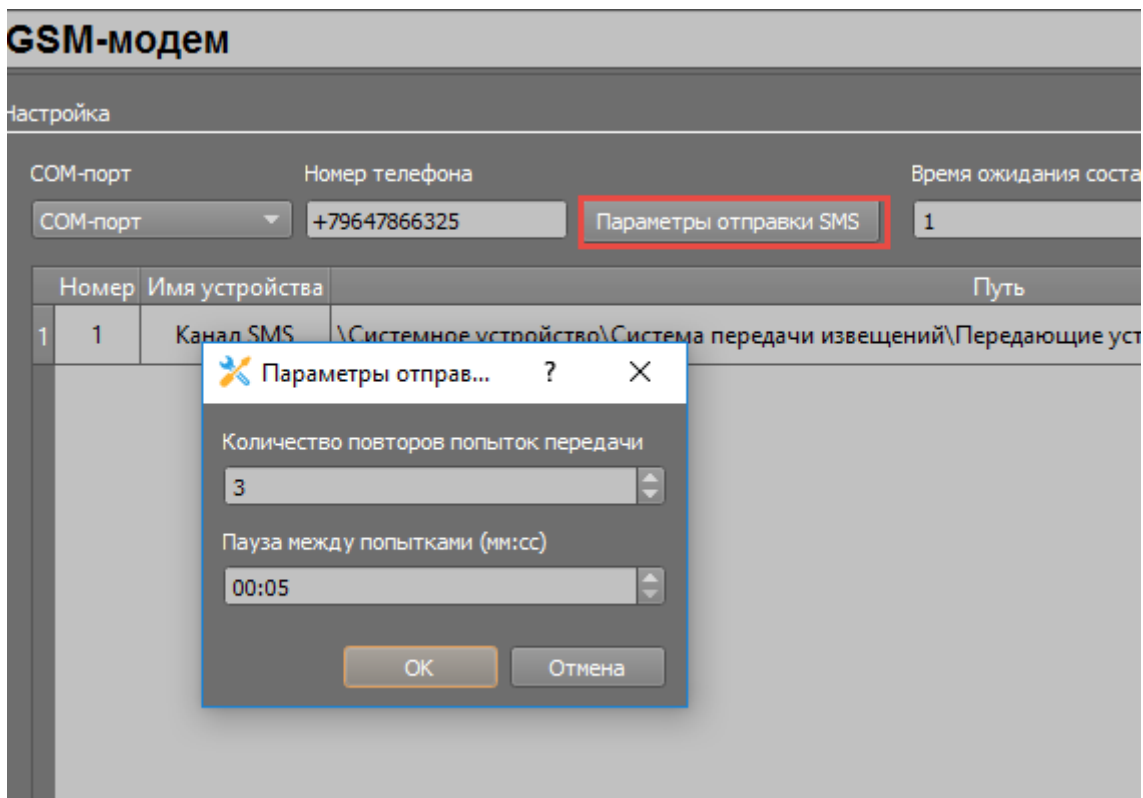 GSM-модем
Настройка
COM-порт Номер телефона Время ожидания
COM-порт +79647866325 Параметры отправки SMS 1
Номер Имя устройства Путь
1 1 Канал SMS \Системное устройство\Система передачи извещений\Передающие
Параметры отправ... ?
Количество повторов попыток передачи
3
Пауза между попытками (мм:сс)
00:05
OK Отмена